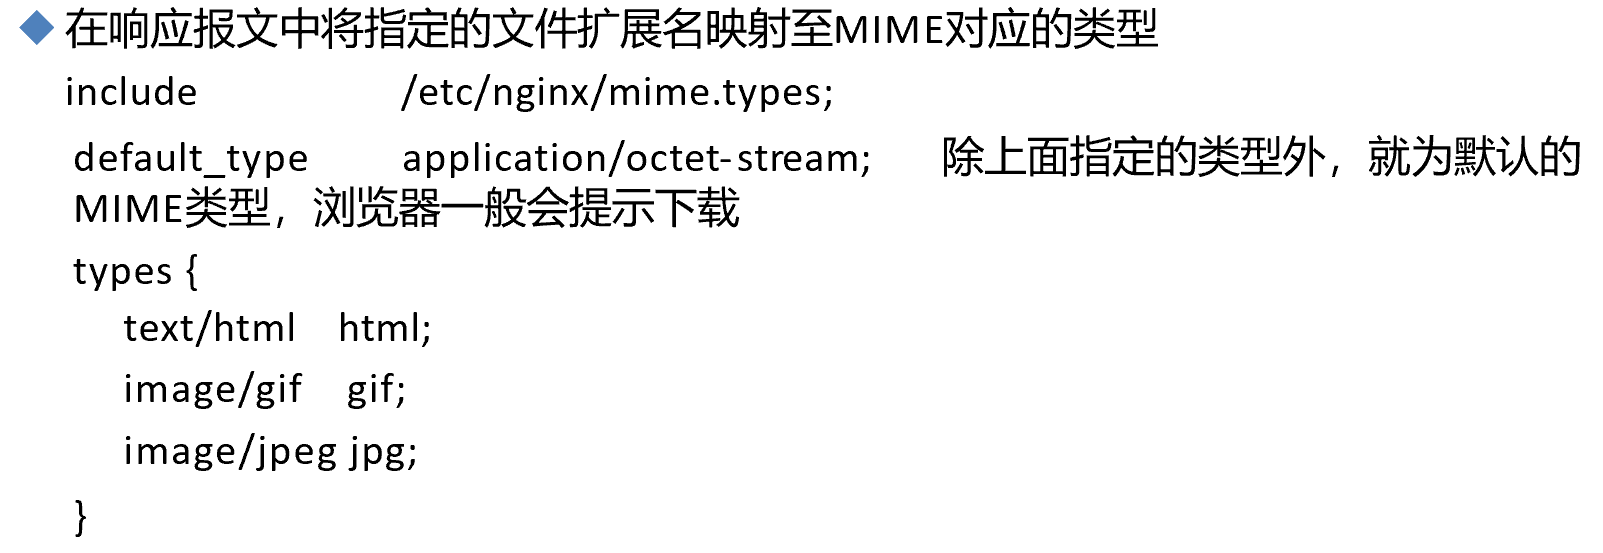 在响应报文中将指定的文件扩展名映射至MIME对应的类型
include /etc/nginx/mime.types;
default_type application/octet-stream; 除上面指定的类型外，就为默认的
MIME类型，浏览器一般会提示下载
types {
text/html html;
image/gif gif;
image/jpeg jpg;
}